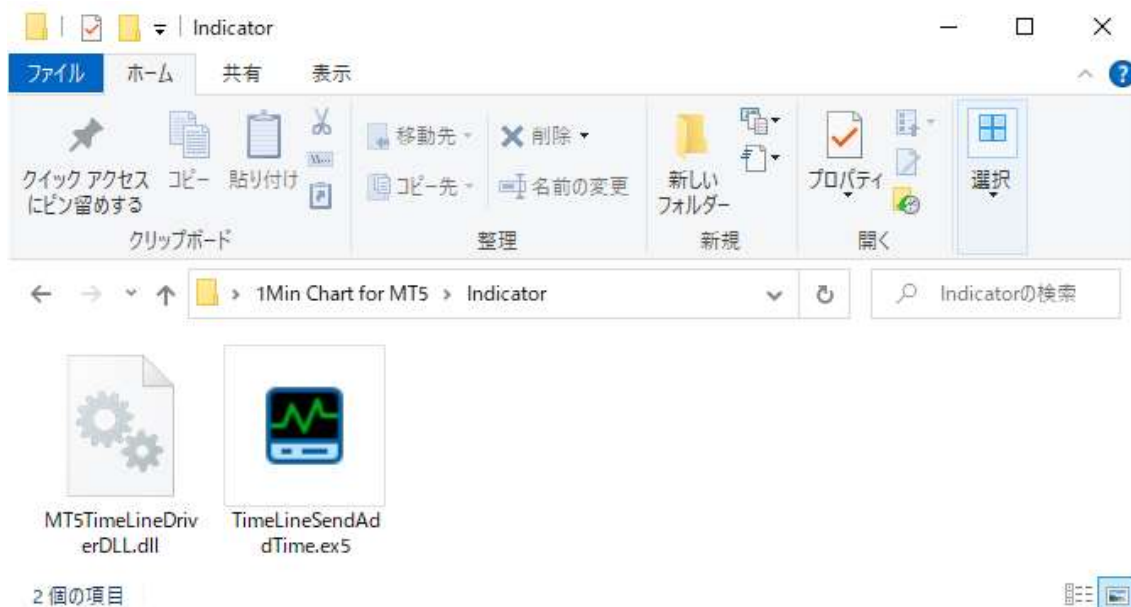 Indicator
ファイル ホーム 共有 表示
クイック アクセス
にピン留めする
コピー
貼り付け
移動先
コピー先
削除
名前の変更
新しい
フォルダー
プロパティ
選択
クリップボード 整理 新規 開く
1Min Chart for MT5 > Indicator
Indicatorの検索
MT5TimeLineDriv
erDLL.dll
TimeLineSendAd
dTime.ex5
2 個の項目